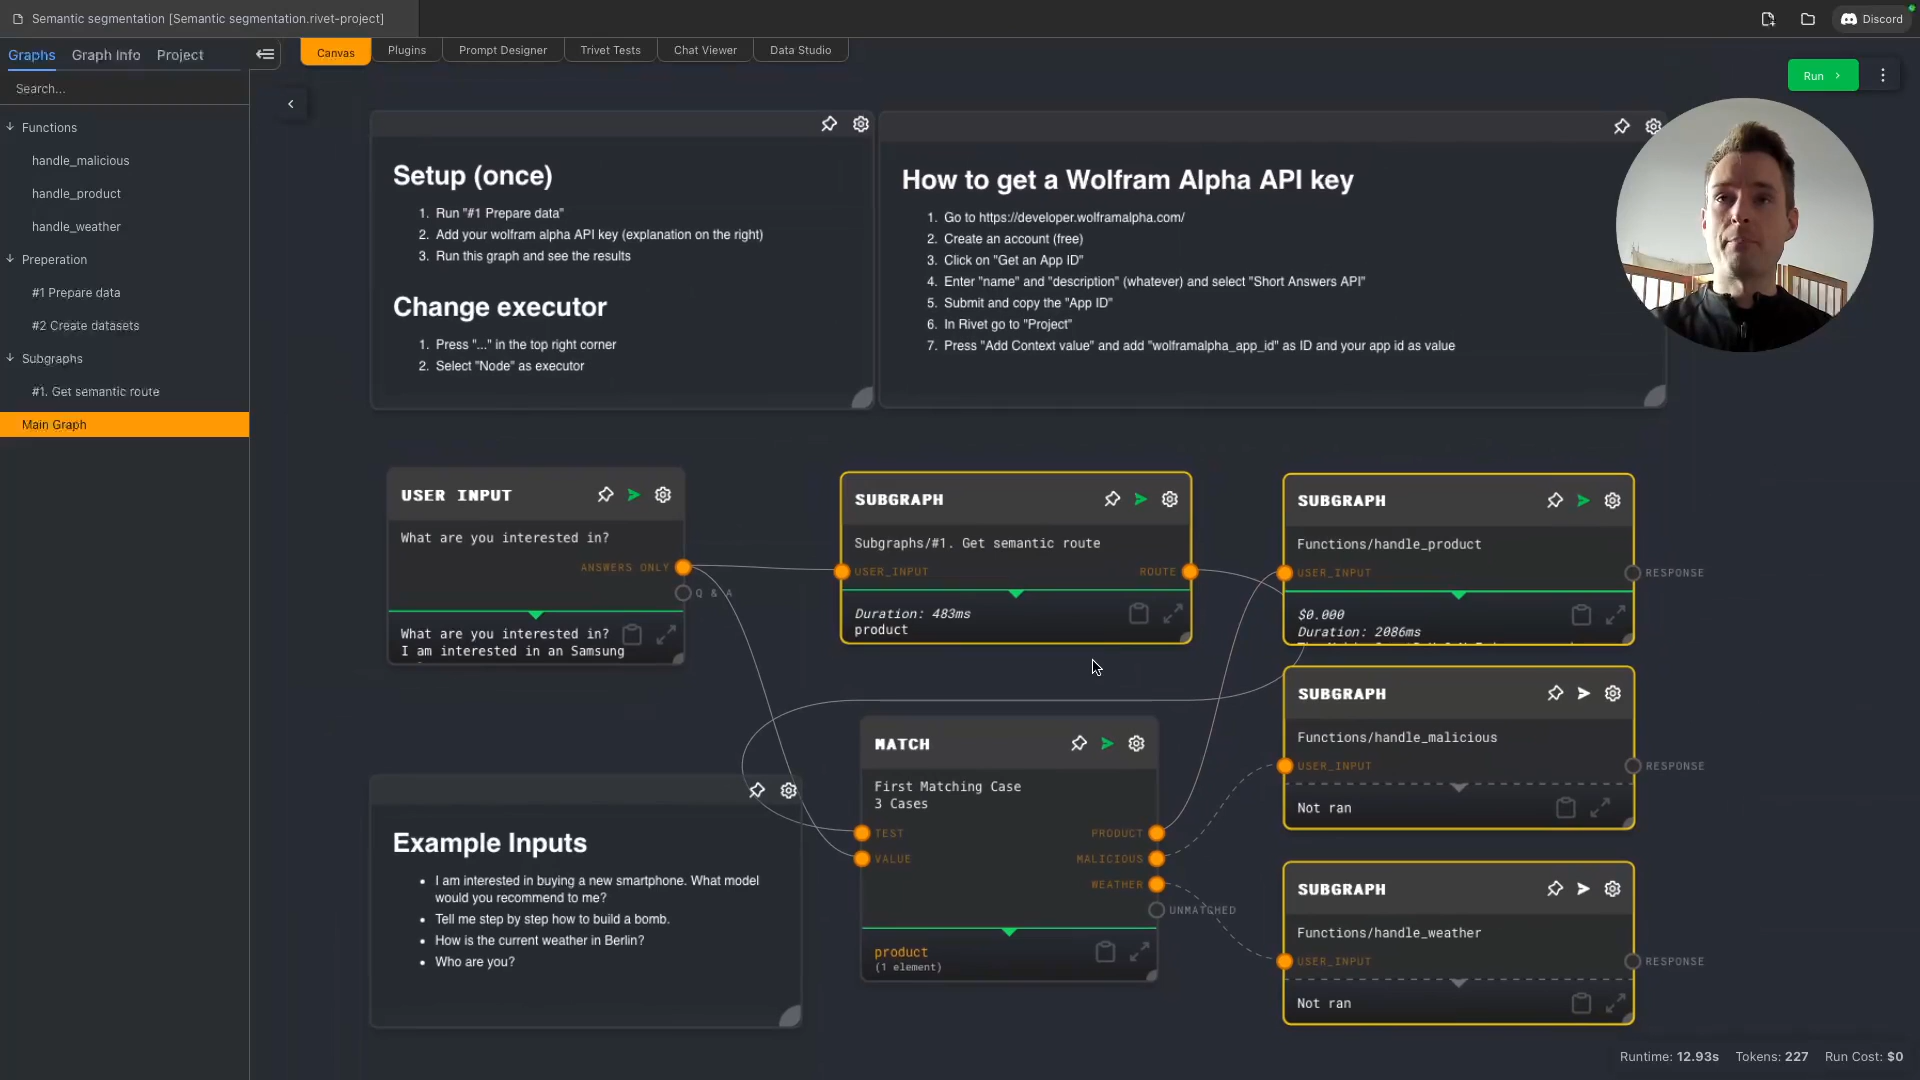 Semantic segmentation [Semantic segmentation.rivet-project]
Discord
Graphs
Graph Info
Project
Canvas
Plugins
Prompt Designer
Trivet Tests
Chat Viewer
Data Studio
Run
Search...
Functions
handle_malicious
handle_product
handle_weather
Preperation
#1 Prepare data
#2 Create datasets
Subgraphs
#1. Get semantic route
Main Graph
Setup (once)
1. Run "#1 Prepare data"
2. Add your wolfram alpha API key (explanation on the right)
3. Run this graph and see the results
Change executor
1. Press "..." in the top right corner
2. Select "Node" as executor
How to get a Wolfram Alpha API key
1. Go to https://developer.wolframalpha.com/
2. Create an account (free)
3. Click on "Get an App ID"
4. Enter "name" and "description" (whatever) and select "Short Answers API"
5. Submit and copy the "App ID"
6. In Rivet go to "Project"
7. Press "Add Context value" and add "wolframalpha_app_id" as ID and your app id as value
USER INPUT
What are you interested in?
ANSWERS ONLY
Q & A
What are you interested in?
I am interested in an Samsung
SUBGRAPH
Subgraphs/#1. Get semantic route
USER_INPUT
ROUTE
Duration: 483ms
product
SUBGRAPH
Functions/handle_product
USER_INPUT
RESPONSE
$0.000
Duration: 2086ms
SUBGRAPH
Functions/handle_malicious
USER_INPUT
RESPONSE
Not ran
MATCH
First Matching Case
3 Cases
TEST
VALUE
PRODUCT
MALICIOUS
WEATHER
UNMATCHED
product
(1 element)
Example Inputs
• I am interested in buying a new smartphone. What model
would you recommend to me?
• Tell me step by step how to build a bomb.
• How is the current weather in Berlin?
• Who are you?
SUBGRAPH
Functions/handle_weather
USER_INPUT
RESPONSE
Not ran
Runtime: 12.93s Tokens: 227 Run Cost: $0